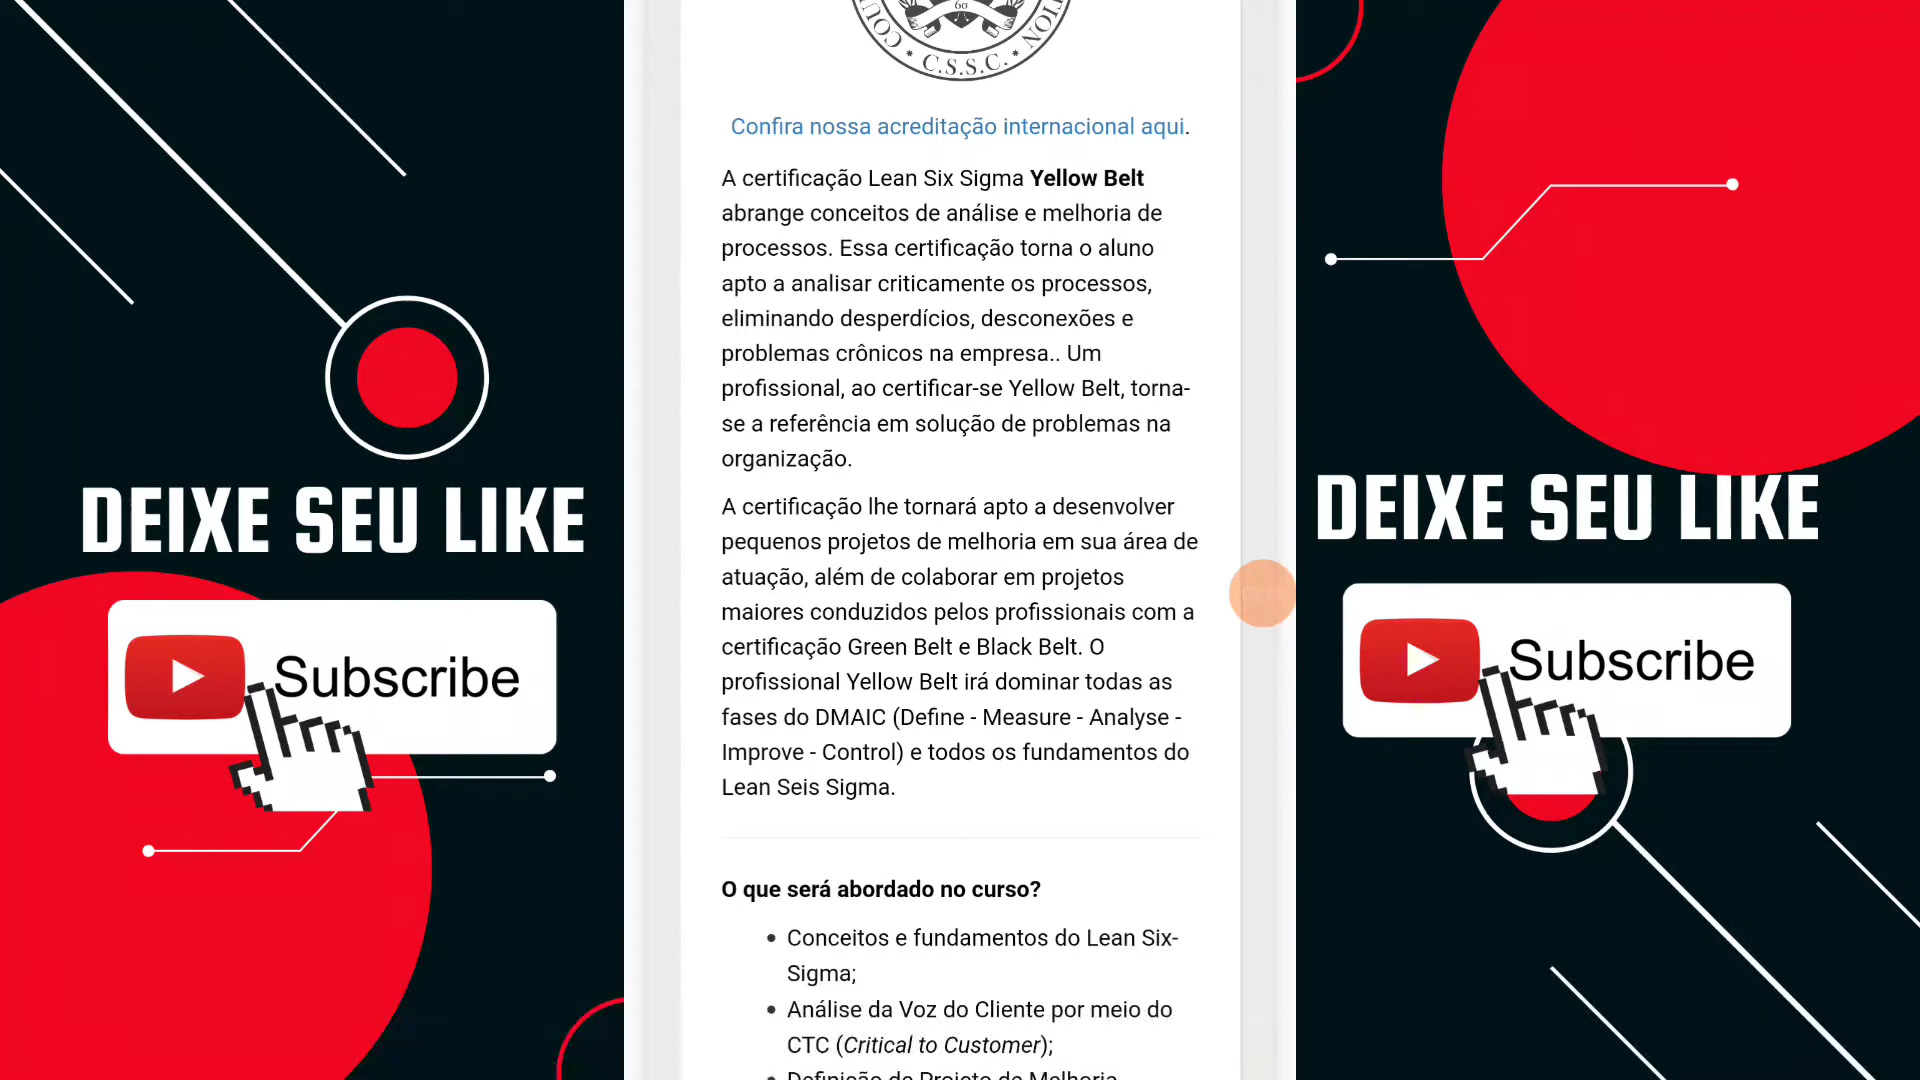 6σ
C.S.S.C.
Confira nossa acreditação internacional aqui.
A certificação Lean Six Sigma Yellow Belt
abrange conceitos de análise e melhoria de
processos. Essa certificação torna o aluno
apto a analisar criticamente os processos,
eliminando desperdícios, desconexões e
problemas crônicos na empresa.. Um
profissional, ao certificar-se Yellow Belt, torna-
se a referência em solução de problemas na
organização.
A certificação lhe tornará apto a desenvolver
pequenos projetos de melhoria em sua área de
atuação, além de colaborar em projetos
maiores conduzidos pelos profissionais com a
certificação Green Belt e Black Belt. O
profissional Yellow Belt irá dominar todas as
fases do DMAIC (Define - Measure - Analyse -
Improve - Control) e todos os fundamentos do
Lean Seis Sigma.
O que será abordado no curso?
• Conceitos e fundamentos do Lean Six-
Sigma;
• Análise da Voz do Cliente por meio do
CTC (Critical to Customer);
• Definição de Projeto de Melhoria
DEIXE SEU LIKE
Subscribe
DEIXE SEU LIKE
Subscribe